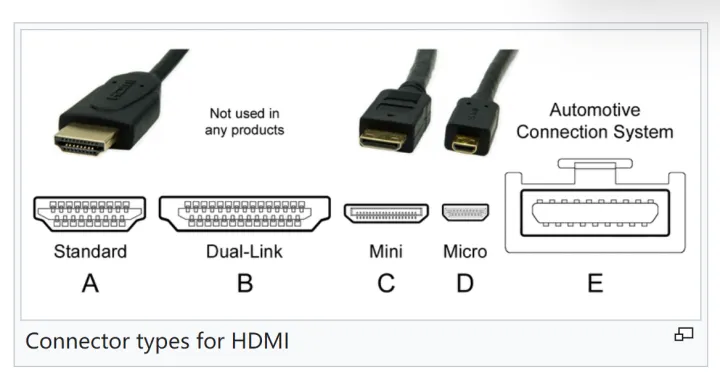 Not used in
any products
Automotive
Connection System
Standard
Dual-Link
Mini
Micro
A
B
C
D
E
Connector types for HDMI